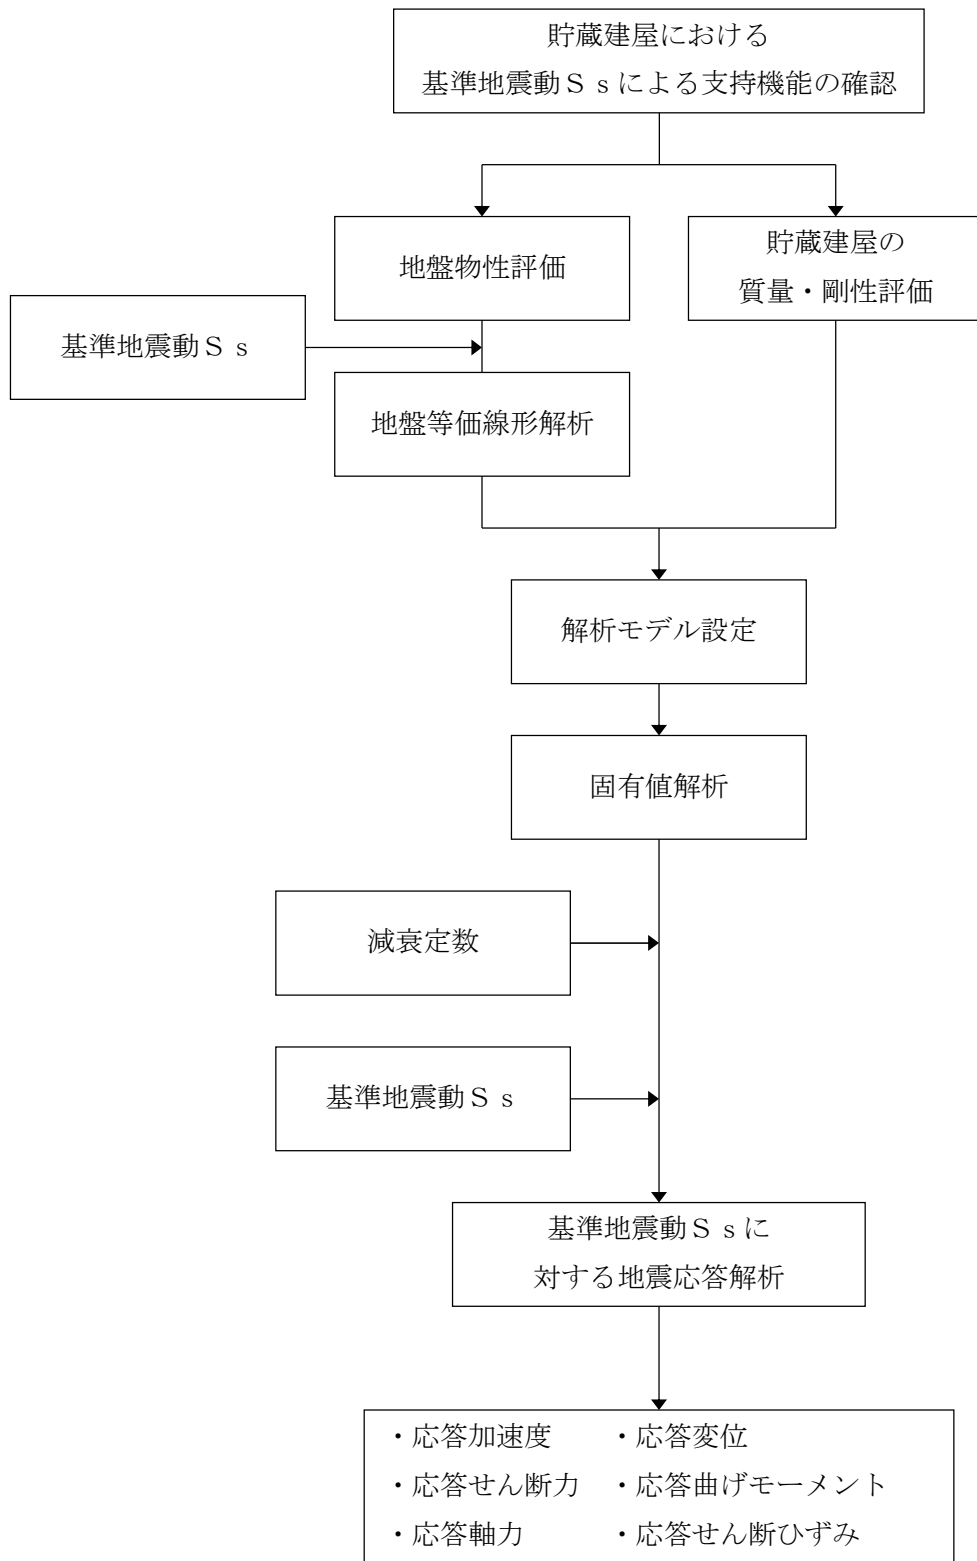 貯蔵建屋における
基準地震動Ｓｓによる支持機能の確認
地盤物性評価
貯蔵建屋の
質量・剛性評価
基準地震動Ｓｓ
地盤等価線形解析
解析モデル設定
固有値解析
減衰定数
基準地震動Ｓｓ
基準地震動Ｓｓに
対する地震応答解析
・応答加速度　　・応答変位
・応答せん断力　・応答曲げモーメント
・応答軸力　　　・応答せん断ひずみ